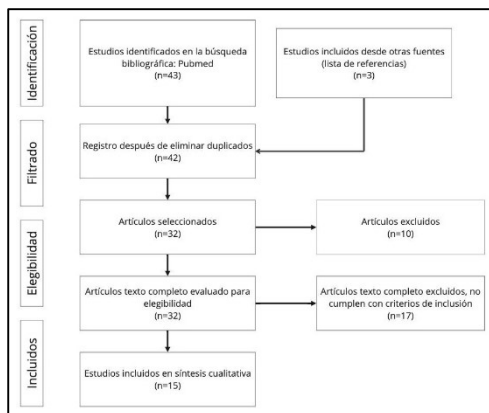 Identificación
Estudios identificados en la búsqueda
bibliográfica: Pubmed
(n=43)
Estudios incluidos desde otras fuentes
(lista de referencias)
(n=3)
Filtrado
Registro después de eliminar duplicados
(n=42)
Artículos seleccionados
(n=32)
Artículos excluidos
(n=10)
Elegibilidad
Artículos texto completo evaluado para
elegibilidad
(n=32)
Artículos texto completo excluidos, no
cumplen con criterios de inclusión
(n=17)
Incluidos
Estudios incluidos en síntesis cualitativa
(n=15)